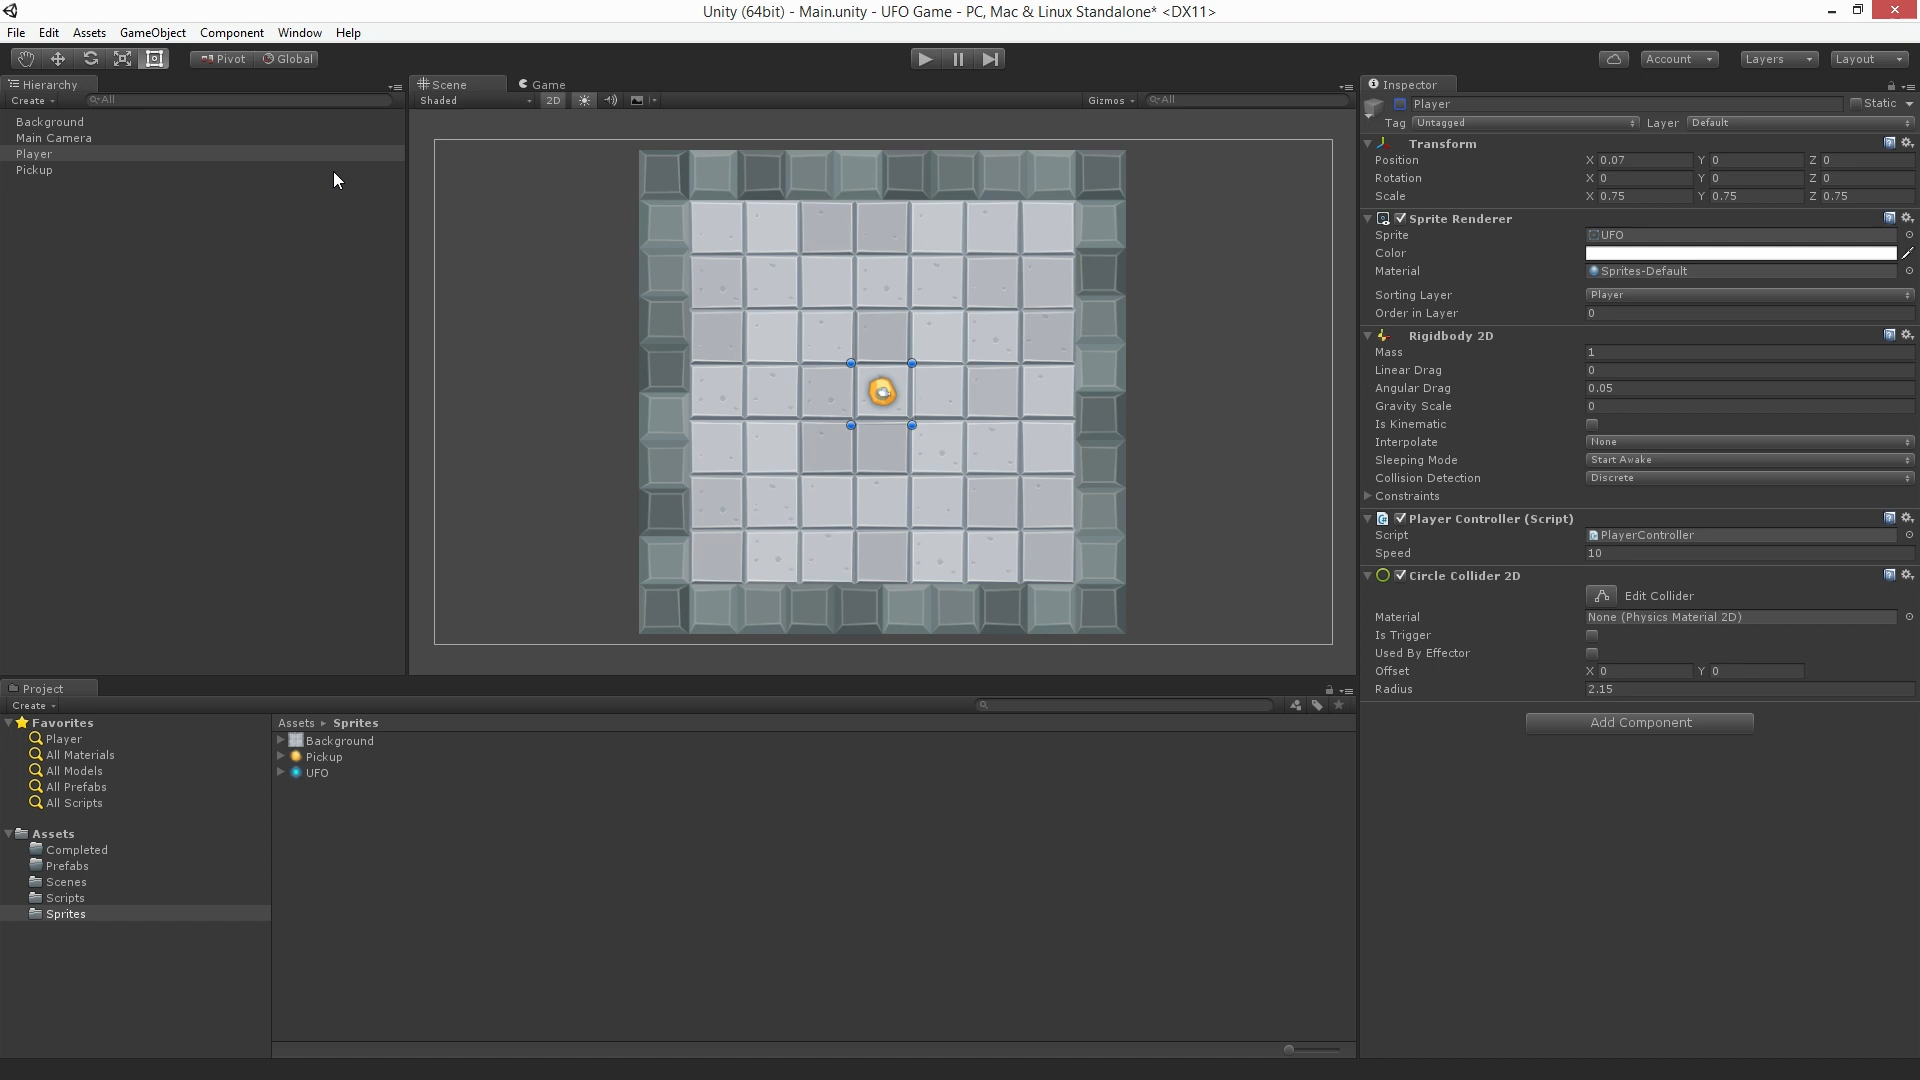 Unity (64bit) - Main.unity - UFO Game - PC, Mac & Linux Standalone* <DX11>
File Edit Assets GameObject Component Window Help
Pivot Global Account Layers Layout
Hierarchy
Create All
Background
Main Camera
Player
Pickup
Scene Game
Shaded 2D Gizmos All
Inspector
Player Static
Tag Untagged Layer Default
Transform
Position X 0.07 Y 0 Z 0
Rotation X 0 Y 0 Z 0
Scale X 0.75 Y 0.75 Z 0.75
Sprite Renderer
Sprite UFO
Color
Material Sprites-Default
Sorting Layer Player
Order in Layer 0
Rigidbody 2D
Mass 1
Linear Drag 0
Angular Drag 0.05
Gravity Scale 0
Is Kinematic
Interpolate None
Sleeping Mode Start Awake
Collision Detection Discrete
Constraints
Player Controller (Script)
Script PlayerController
Speed 10
Circle Collider 2D
Edit Collider
Material None (Physics Material 2D)
Is Trigger
Used By Effector
Offset X 0 Y 0
Radius 2.15
Add Component
Project
Create
Favorites
Player
All Materials
All Models
All Prefabs
All Scripts
Assets
Completed
Prefabs
Scenes
Scripts
Sprites
Assets Sprites
Background
Pickup
UFO